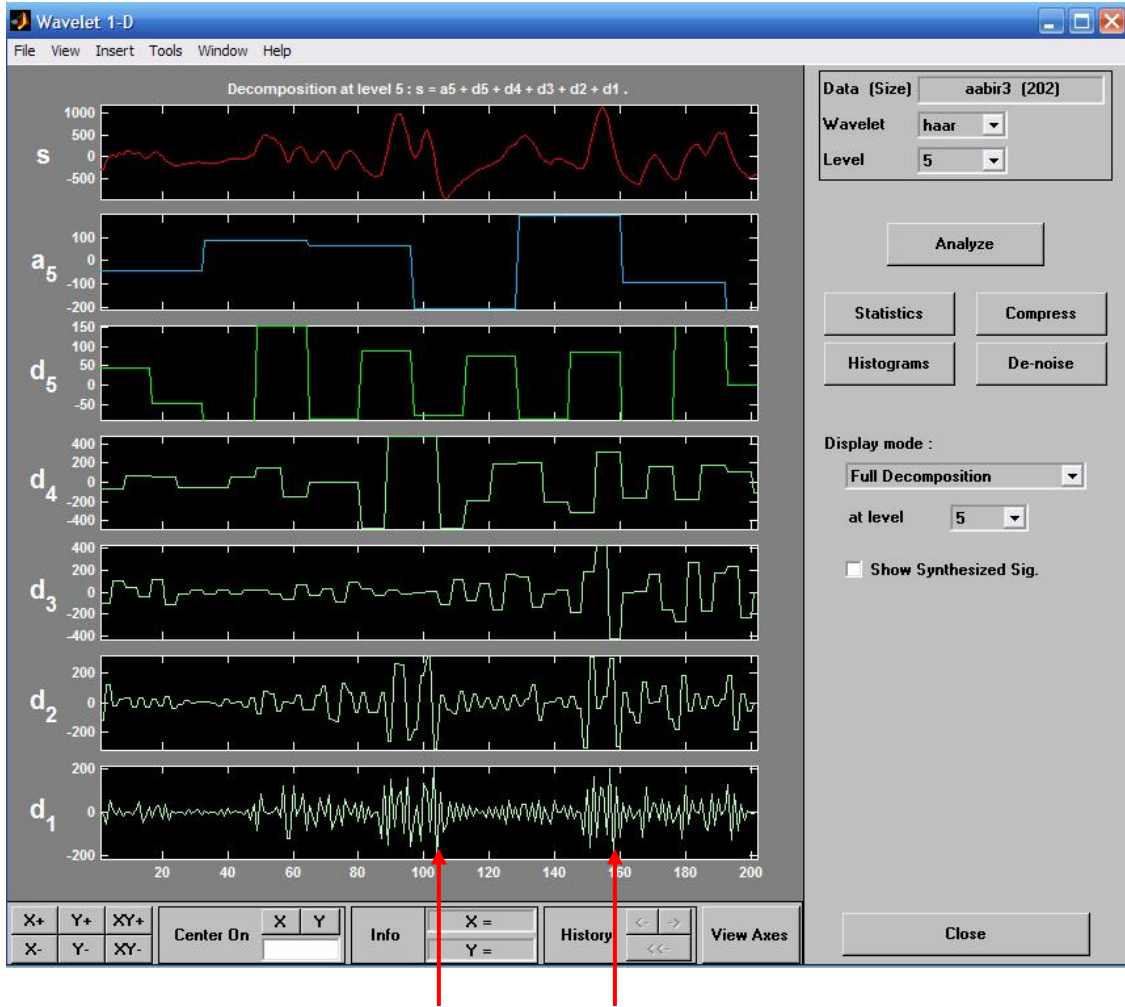 Wavelet 1-D
File View Insert Tools Window Help
Decomposition at level 5 : s = a5 + d5 + d4 + d3 + d2 + d1 .
s
1000
500
0
-500
a5
100
0
-100
-200
d5
150
100
50
0
-50
d4
400
200
0
-200
-400
d3
400
200
0
-200
-400
d2
200
0
-200
d1
200
0
-200
20 40 60 80 100 120 140 160 180 200
Data (Size) aabir3 (202)
Wavelet haar
Level 5
Analyze
Statistics Compress
Histograms De-noise
Display mode :
Full Decomposition
at level 5
Show Synthesized Sig.
X+ Y+ XY+
X- Y- XY-
Center On X Y
Info X =
Y =
History <- ->
<<-
View Axes
Close